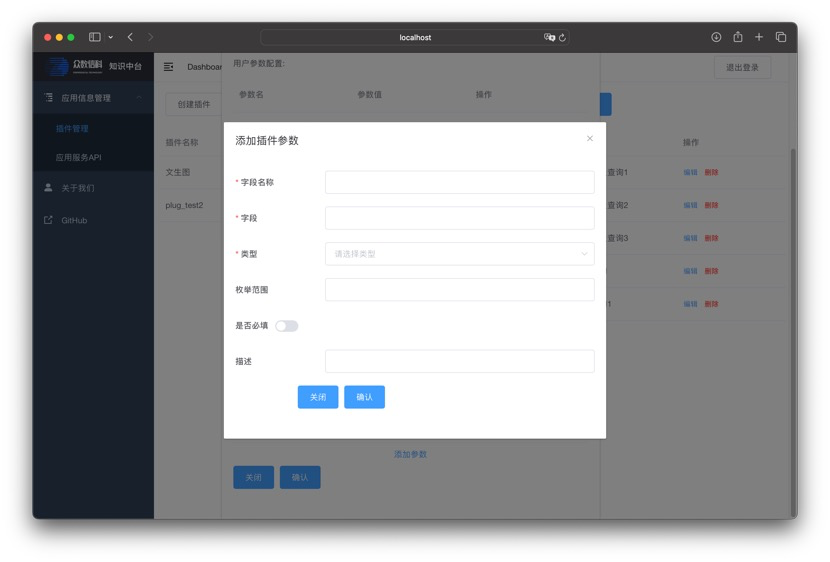 localhost
众数信科 知识中台
Dashboar
退出登录
应用信息管理
插件管理
应用服务API
关于我们
GitHub
用户参数配置:
参数名 参数值 操作
创建插件
插件名称 操作
文生图 查询1 编辑 删除
plug_test2 查询2 编辑 删除
查询3 编辑 删除
编辑 删除
1 编辑 删除
添加插件参数
* 字段名称
* 字段
* 类型 请选择类型
枚举范围
是否必填
描述
关闭 确认
添加参数
关闭 确认